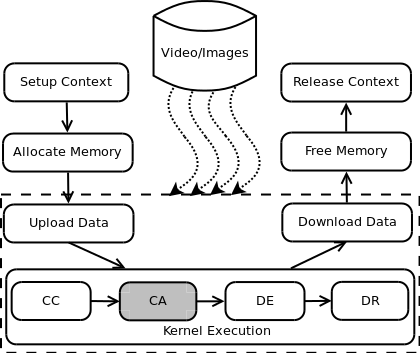 Video/Images
Setup Context
Release Context
Allocate Memory
Free Memory
Upload Data
Download Data
CC
CA
DE
DR
Kernel Execution